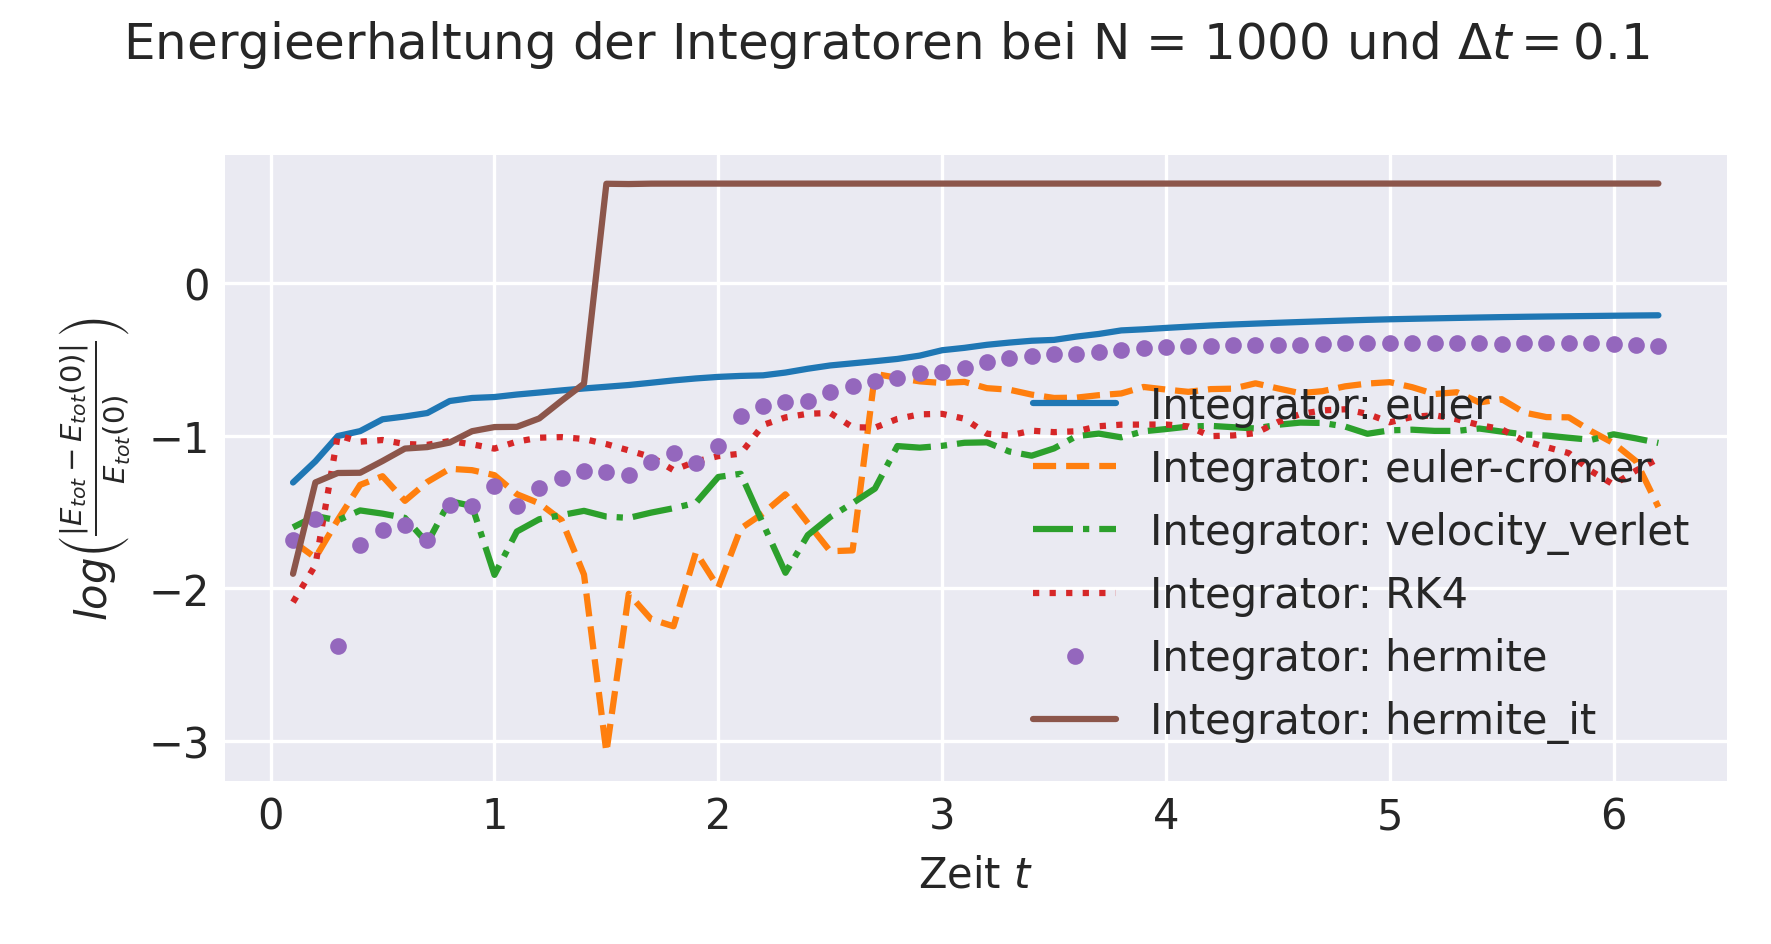 Energieerhaltung der Integratoren bei N = 1000 und Δt = 0.1
log(|E_tot − E_tot(0)| / E_tot(0))
0
−1
−2
−3
Integrator: euler
Integrator: euler-cromer
Integrator: velocity_verlet
Integrator: RK4
Integrator: hermite
Integrator: hermite_it
0 1 2 3 4 5 6
Zeit t